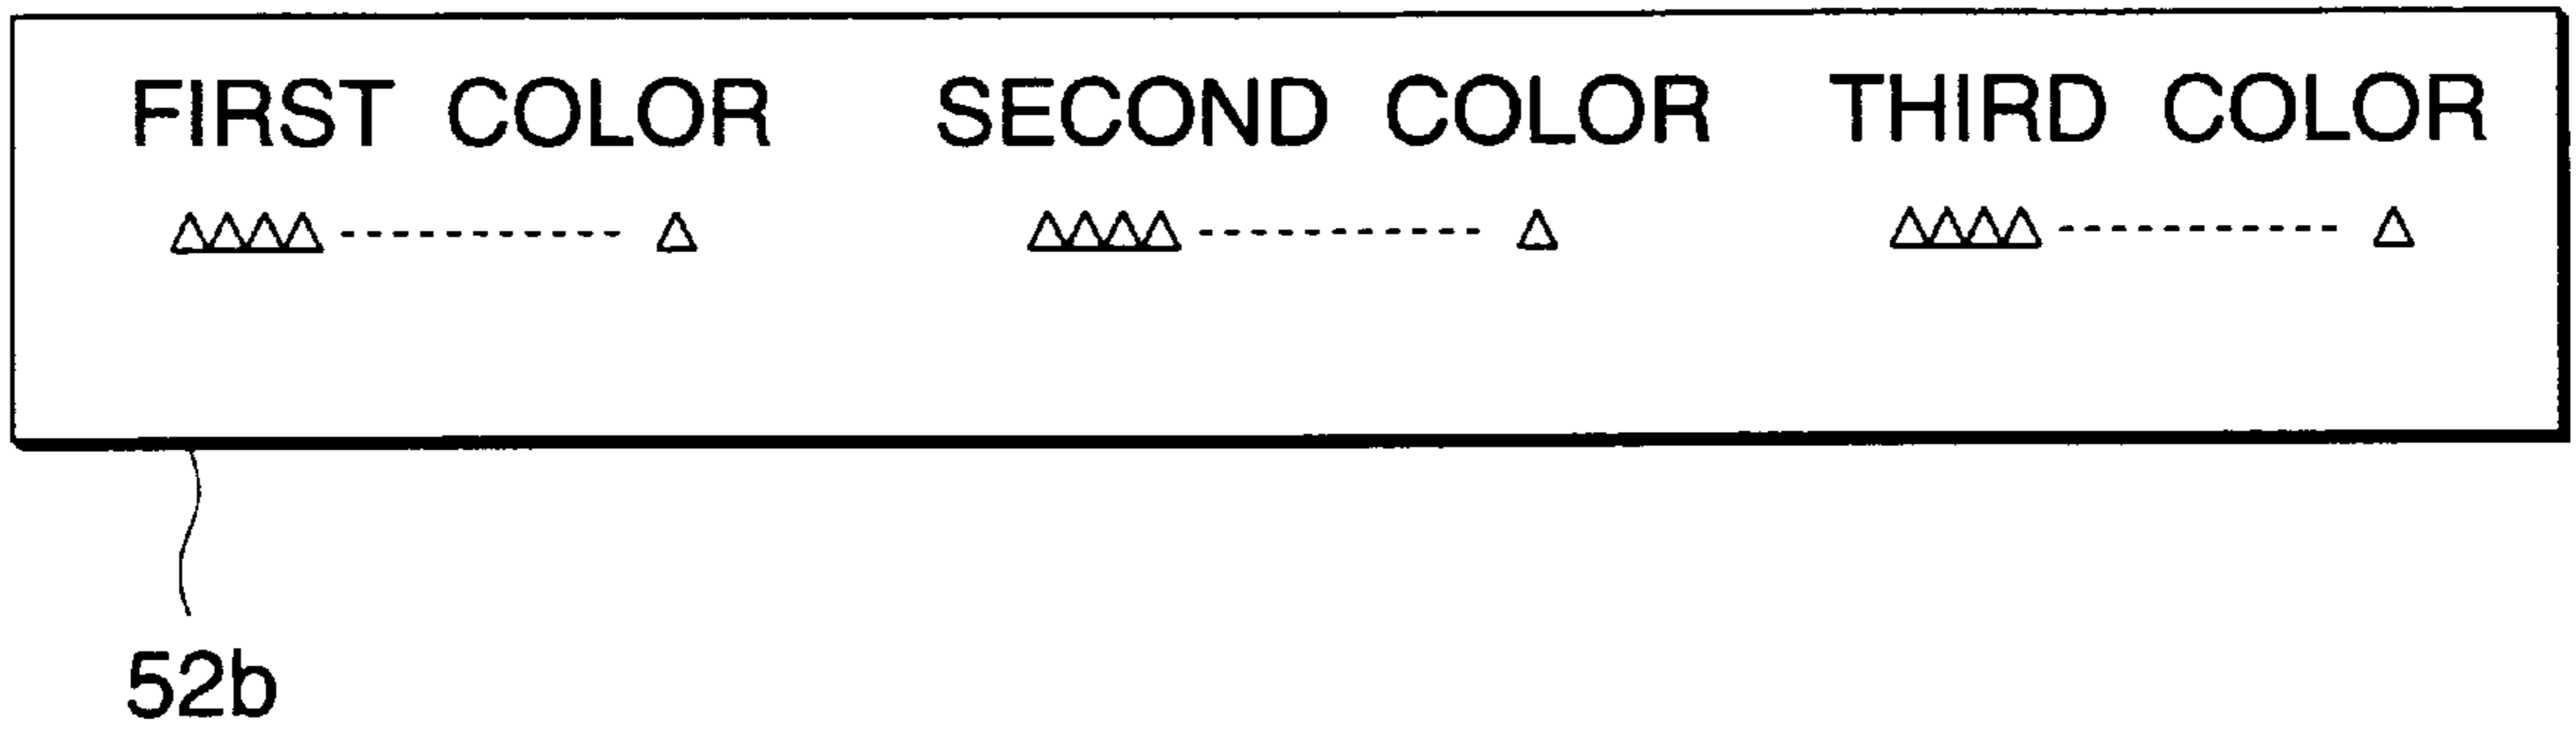 FIRST COLOR SECOND COLOR THIRD COLOR
△△△△ ----------- △ △△△△ ----------- △ △△△△ ----------- △
52b